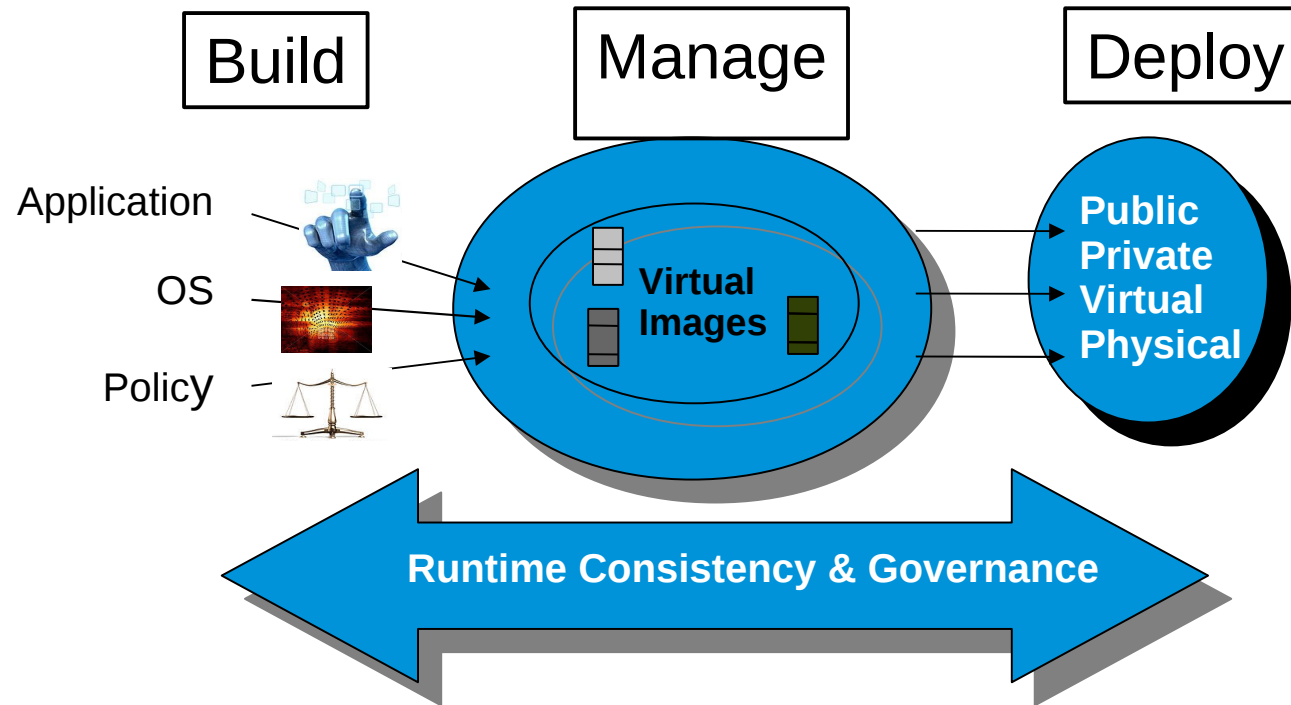 Build
Manage
Deploy
Application
OS
Policy
Virtual
Images
Public
Private
Virtual
Physical
Runtime Consistency & Governance